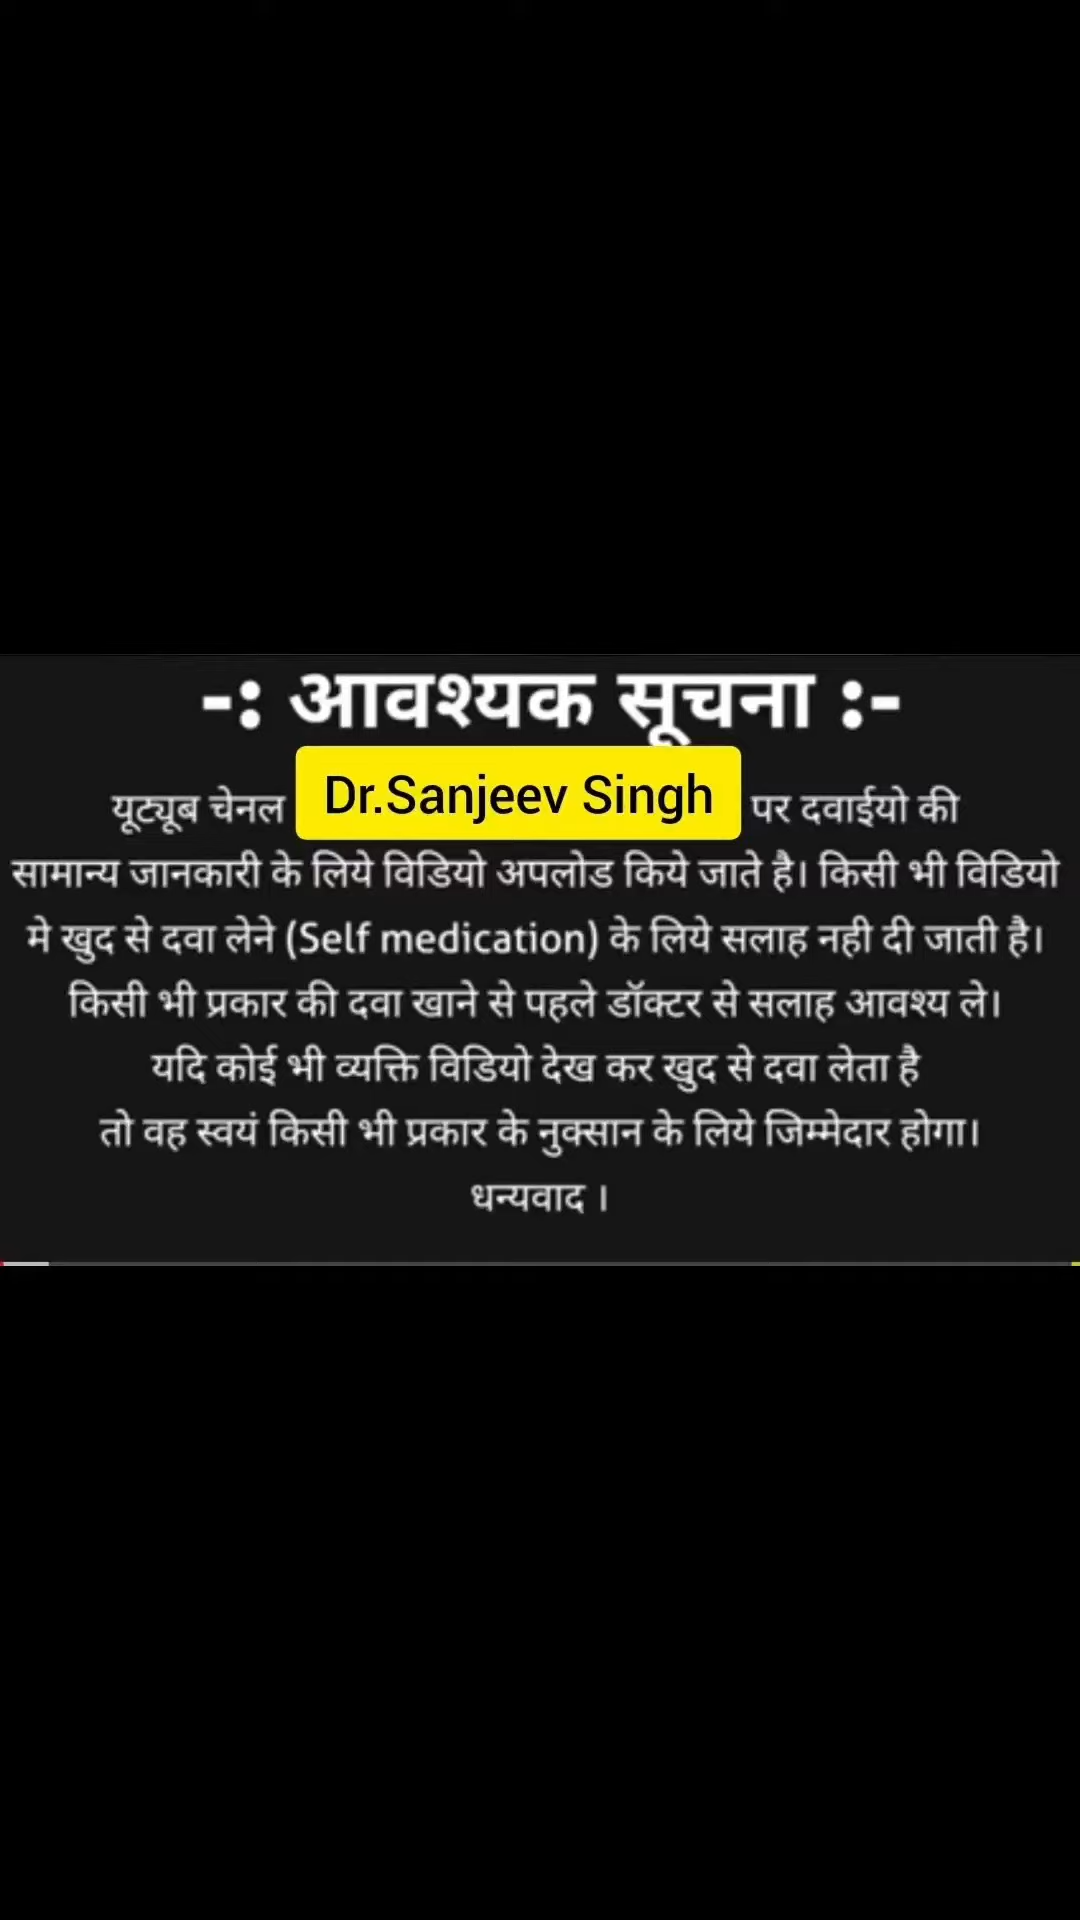 -: आवश्यक सूचना :-
यूट्यूब चेनल Dr.Sanjeev Singh पर दवाईयो की
सामान्य जानकारी के लिये विडियो अपलोड किये जाते है। किसी भी विडियो
मे खुद से दवा लेने (Self medication) के लिये सलाह नही दी जाती है।
किसी भी प्रकार की दवा खाने से पहले डॉक्टर से सलाह आवश्य ले।
यदि कोई भी व्यक्ति विडियो देख कर खुद से दवा लेता है
तो वह स्वयं किसी भी प्रकार के नुक्सान के लिये जिम्मेदार होगा।
धन्यवाद ।